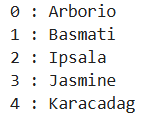 0 : Arborio
1 : Basmati
2 : Ipsala
3 : Jasmine
4 : Karacadag